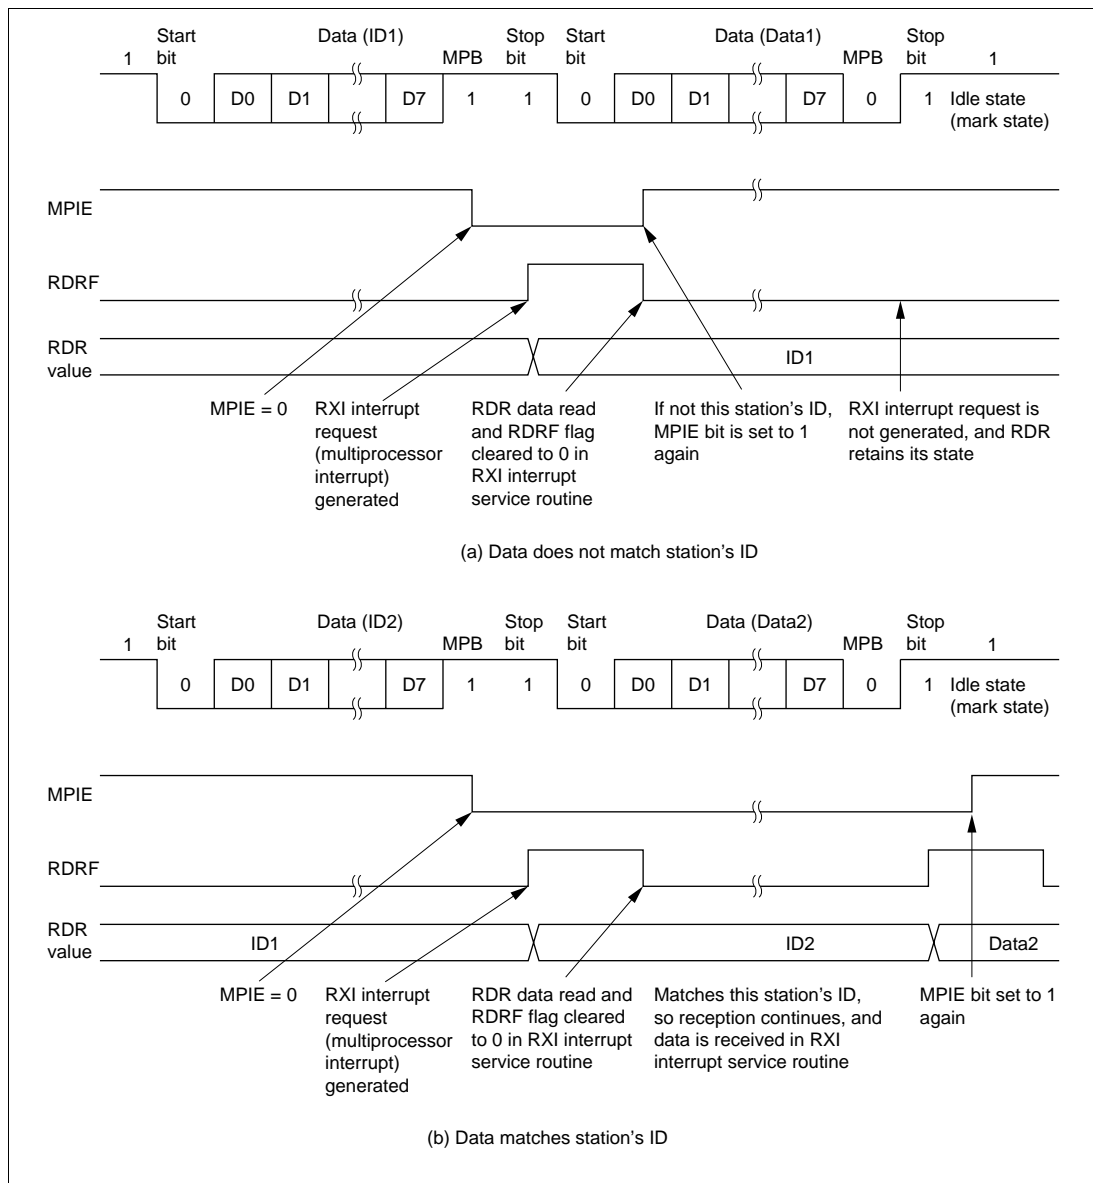 Start Data (ID1) Stop Start Data (Data1) Stop
1 bit MPB bit bit MPB bit 1
0 D0 D1 D7 1 1 0 D0 D1 D7 0 1 Idle state
(mark state)
MPIE
RDRF
RDR
value
ID1
MPIE = 0
RXI interrupt
request
(multiprocessor
interrupt)
generated
RDR data read
and RDRF flag
cleared to 0 in
RXI interrupt
service routine
If not this station's ID,
MPIE bit is set to 1
again
RXI interrupt request is
not generated, and RDR
retains its state
(a) Data does not match station's ID
Start Data (ID2) Stop Start Data (Data2) Stop
1 bit MPB bit bit MPB bit 1
0 D0 D1 D7 1 1 0 D0 D1 D7 0 1 Idle state
(mark state)
MPIE
RDRF
RDR
value
ID1 ID2 Data2
MPIE = 0
RXI interrupt
request
(multiprocessor
interrupt)
generated
RDR data read and
RDRF flag cleared
to 0 in RXI interrupt
service routine
Matches this station's ID,
so reception continues, and
data is received in RXI
interrupt service routine
MPIE bit set to 1
again
(b) Data matches station's ID